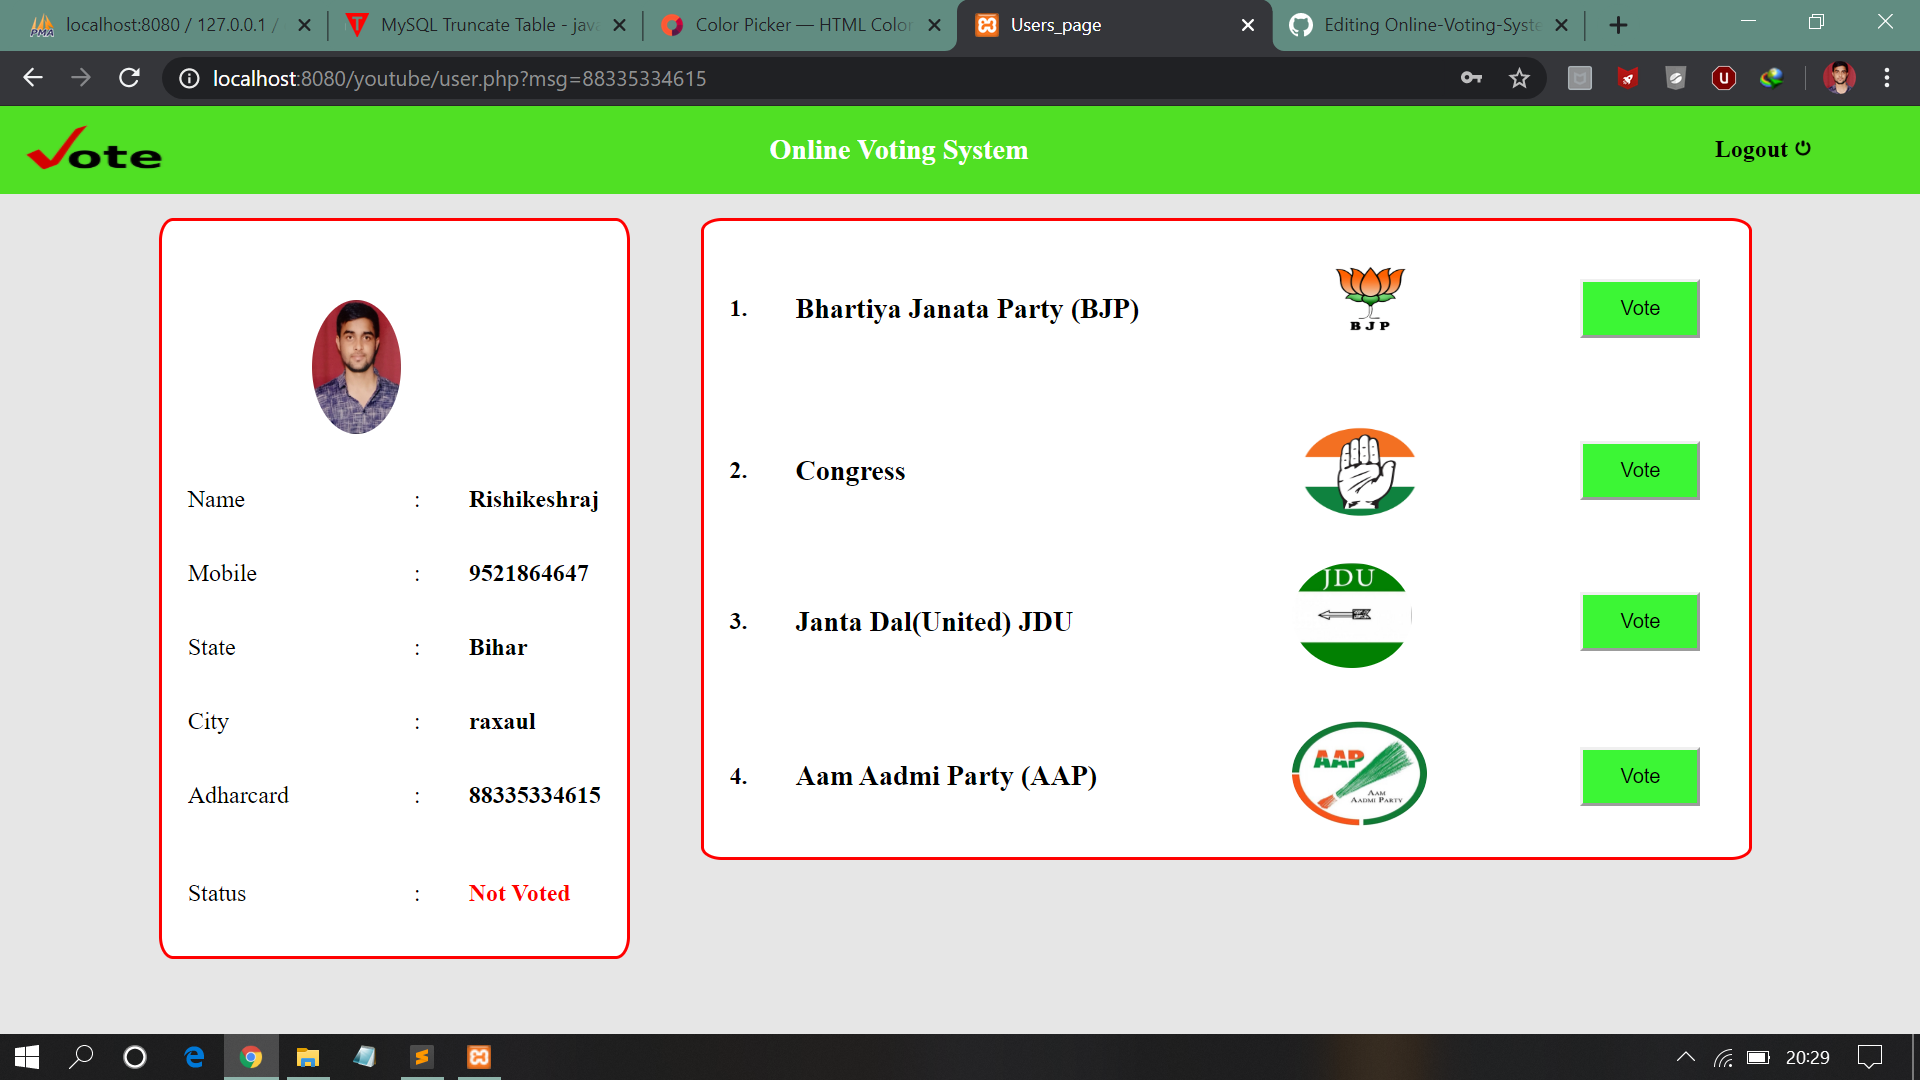 localhost:8080 / 127.0.0.1 /
MySQL Truncate Table - java
Color Picker — HTML Color
Users_page
Editing Online-Voting-Syste
localhost:8080/youtube/user.php?msg=88335334615
Vote
Online Voting System
Logout
1. Bhartiya Janata Party (BJP)
BJP
Vote
2. Congress
Vote
3. Janta Dal(United) JDU
JDU
Vote
4. Aam Aadmi Party (AAP)
AAP
AAM
AADMI PARTY
Vote
Name : Rishikeshraj
Mobile : 9521864647
State : Bihar
City : raxaul
Adharcard : 88335334615
Status : Not Voted
20:29